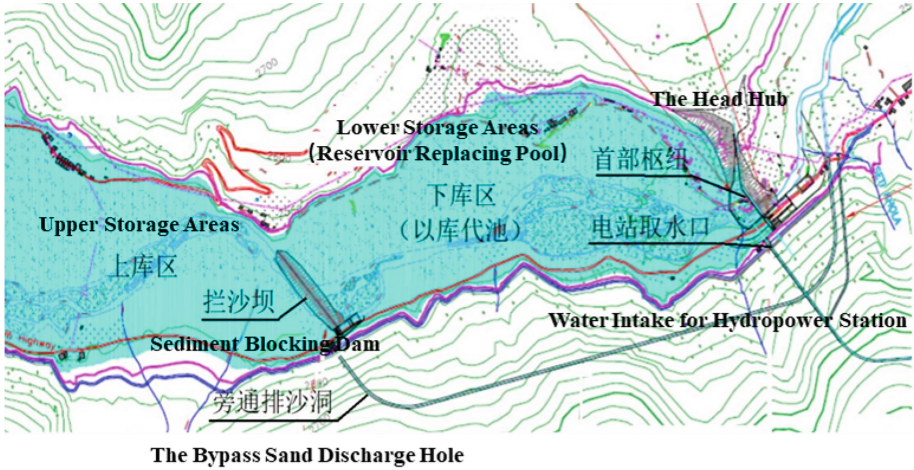 2700
The Head Hub
Lower Storage Areas
(Reservoir Replacing Pool)
首部枢纽
下库区
(以库代池)
Upper Storage Areas
电站取水口
上库区
拦沙坝
Water Intake for Hydropower Station
Highway
Sediment Blocking Dam
旁通排沙洞
The Bypass Sand Discharge Hole